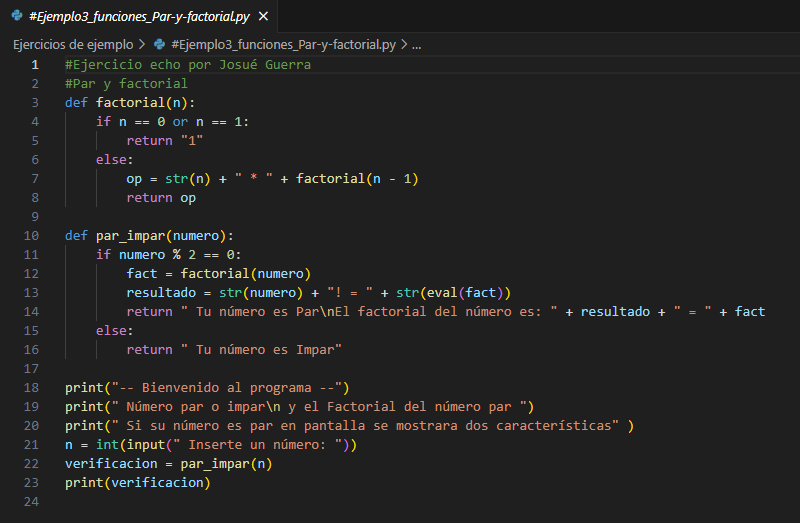 #Ejemplo3_funciones_Par-y-factorial.py
Ejercicios de ejemplo > #Ejemplo3_funciones_Par-y-factorial.py > ...
1 #Ejercicio echo por Josué Guerra
2 #Par y factorial
3 def factorial(n):
4     if n == 0 or n == 1:
5         return "1"
6     else:
7         op = str(n) + " * " + factorial(n - 1)
8         return op
9
10 def par_impar(numero):
11     if numero % 2 == 0:
12         fact = factorial(numero)
13         resultado = str(numero) + "! = " + str(eval(fact))
14         return " Tu número es Par\nEl factorial del número es: " + resultado + " = " + fact
15     else:
16         return " Tu número es Impar"
17
18 print("-- Bienvenido al programa --")
19 print(" Número par o impar\n y el Factorial del número par ")
20 print(" Si su número es par en pantalla se mostrara dos características" )
21 n = int(input(" Inserte un número: "))
22 verificacion = par_impar(n)
23 print(verificacion)
24